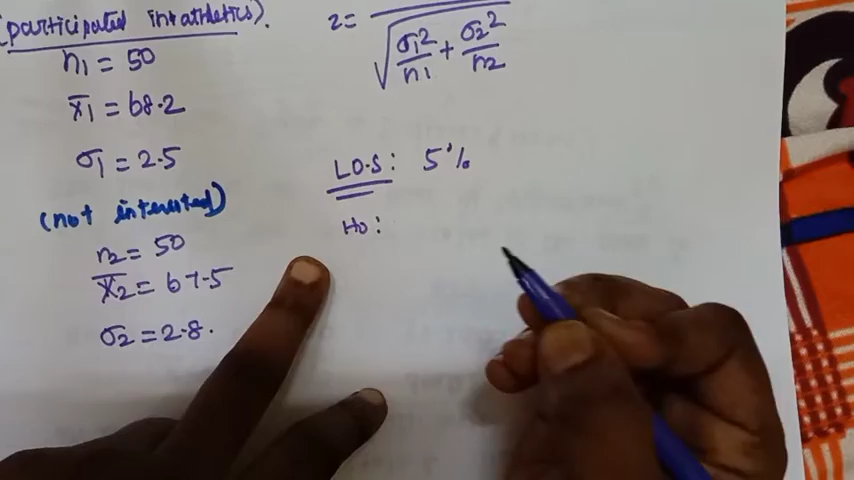 (participated in athletics).
n1 = 50
x̄1 = 68.2
σ1 = 2.5
(not interested)
n2 = 50
x̄2 = 67.5
σ2 = 2.8.
z = ───── / √(σ1²/n1 + σ2²/n2)
L.O.S : 5%
H0 :